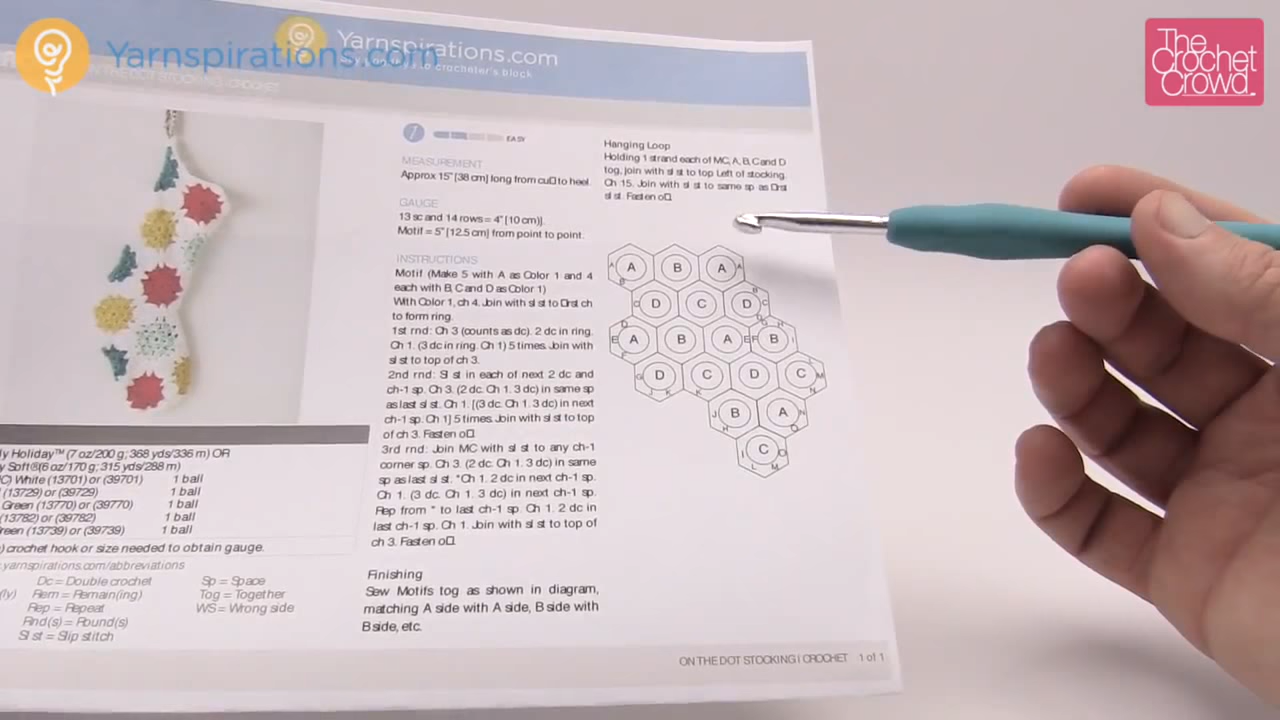 Yarnspirations.com
Yarnspirations.com
crocheter's block
ON THE DOT STOCKING | CROCHET
The
Crochet
Crowd
EASY
MEASUREMENT
Approx 15" [38 cm] long from cu to heel.
GAUGE
13 sc and 14 rows = 4" [10 cm)].
Motif = 5" [12.5 cm] from point to point.
INSTRUCTIONS
Motif (Make 5 with A as Color 1 and 4
each with B, C and D as Color 1)
With Color 1, ch 4. Join with sl st to rst ch
to form ring.
1st rnd: Ch 3 (counts as dc). 2 dc in ring.
Ch 1. (3 dc in ring. Ch 1) 5 times. Join with
sl st to top of ch 3.
2nd rnd: Sl st in each of next 2 dc and
ch-1 sp. Ch 3. (2 dc. Ch 1. 3 dc) in same sp
as last sl st. Ch 1. [(3 dc. Ch 1. 3 dc) in next
ch-1 sp. Ch 1] 5 times. Join with sl st to top
of ch 3. Fasten o
3rd rnd: Join MC with sl st to any ch-1
corner sp. Ch 3. (2 dc. Ch 1. 3 dc) in same
sp as last sl st. *Ch 1. 2 dc in next ch-1 sp.
Ch 1. (3 dc. Ch 1. 3 dc) in next ch-1 sp.
Rep from * to last ch-1 sp. Ch 1. 2 dc in
last ch-1 sp. Ch 1. Join with sl st to top of
ch 3. Fasten o
Finishing
Sew Motifs tog as shown in diagram,
matching A side with A side, B side with
B side, etc.
Hanging Loop
Holding 1 strand each of MC, A, B, C and D
tog, join with sl st to top Left of stocking.
Ch 15. Join with sl st to same sp as rst
sl st. Fasten o
A B A
D C D
A B A B
D C D C
B A
C
ly Holiday™ (7 oz/200 g; 368 yds/336 m) OR
y Soft®(6 oz/170 g; 315 yds/288 m)
C) White (13701) or (39701) 1 ball
(13729) or (39729) 1 ball
Green (13770) or (39770) 1 ball
(13782) or (39782) 1 ball
Green (13739) or (39739) 1 ball
) crochet hook or size needed to obtain gauge.
.yarnspirations.com/abbreviations
Dc = Double crochet Sp = Space
(ly) Rem = Remain(ing) Tog = Together
Rep = Repeat WS = Wrong side
Rnd(s) = Round(s)
Sl st = Slip stitch
ON THE DOT STOCKING | CROCHET 1 of 1